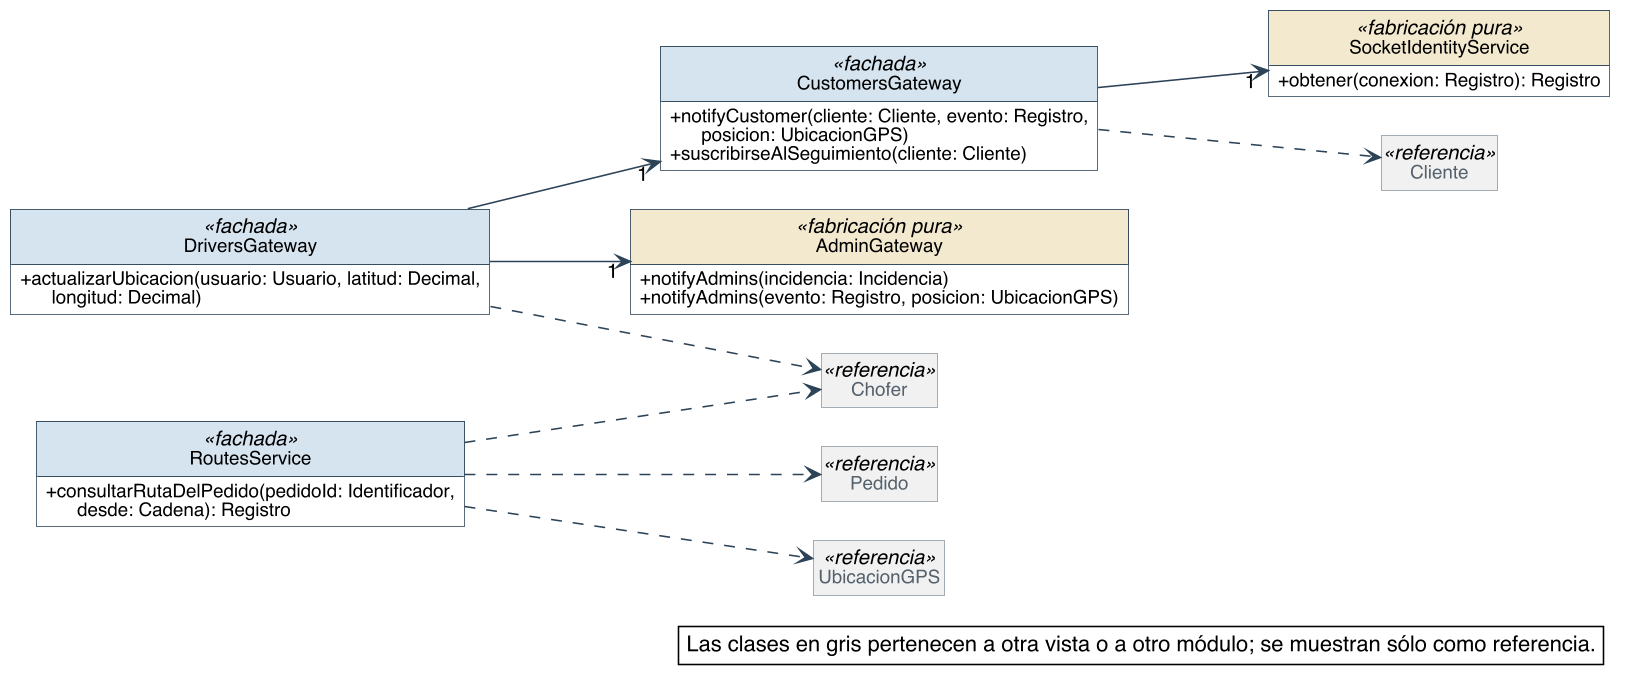 «fabricación pura»
SocketIdentityService
+obtener(conexion: Registro): Registro
«fachada»
CustomersGateway
+notifyCustomer(cliente: Cliente, evento: Registro,
posicion: UbicacionGPS)
+suscribirseAlSeguimiento(cliente: Cliente)
1
«referencia»
Cliente
1
«fachada»
DriversGateway
+actualizarUbicacion(usuario: Usuario, latitud: Decimal,
longitud: Decimal)
1
«fabricación pura»
AdminGateway
+notifyAdmins(incidencia: Incidencia)
+notifyAdmins(evento: Registro, posicion: UbicacionGPS)
«referencia»
Chofer
«fachada»
RoutesService
+consultarRutaDelPedido(pedidoId: Identificador,
desde: Cadena): Registro
«referencia»
Pedido
«referencia»
UbicacionGPS
Las clases en gris pertenecen a otra vista o a otro módulo; se muestran sólo como referencia.